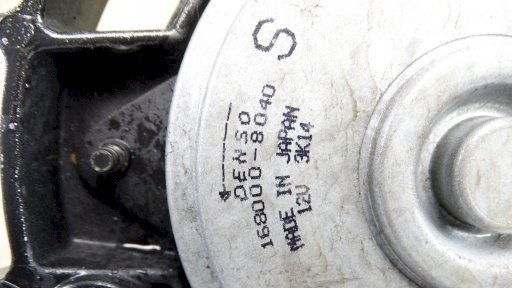 S
DENSO
168000-8040
MADE IN JAPAN
12V 3K14